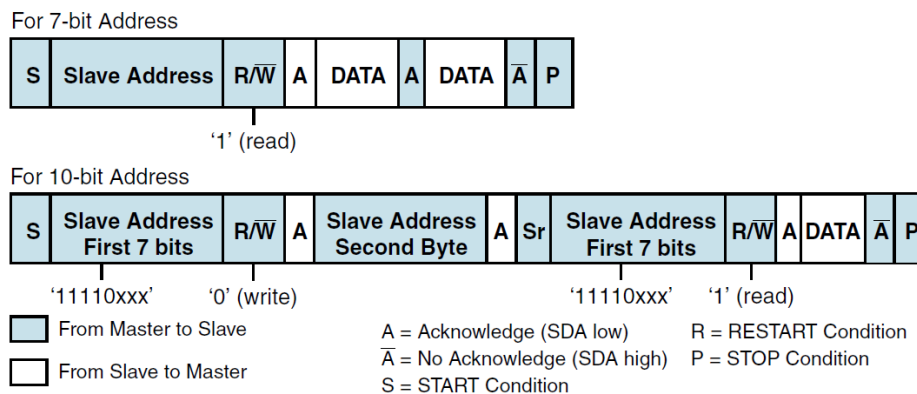 For 7-bit Address
S Slave Address R/W̅ A DATA A DATA A̅ P
‘1’ (read)
For 10-bit Address
S Slave Address First 7 bits R/W̅ A Slave Address Second Byte A Sr Slave Address First 7 bits R/W̅ A DATA A̅ P
‘11110xxx’ ‘0’ (write) ‘11110xxx’ ‘1’ (read)
From Master to Slave
From Slave to Master
A = Acknowledge (SDA low)
A̅ = No Acknowledge (SDA high)
S = START Condition
R = RESTART Condition
P = STOP Condition